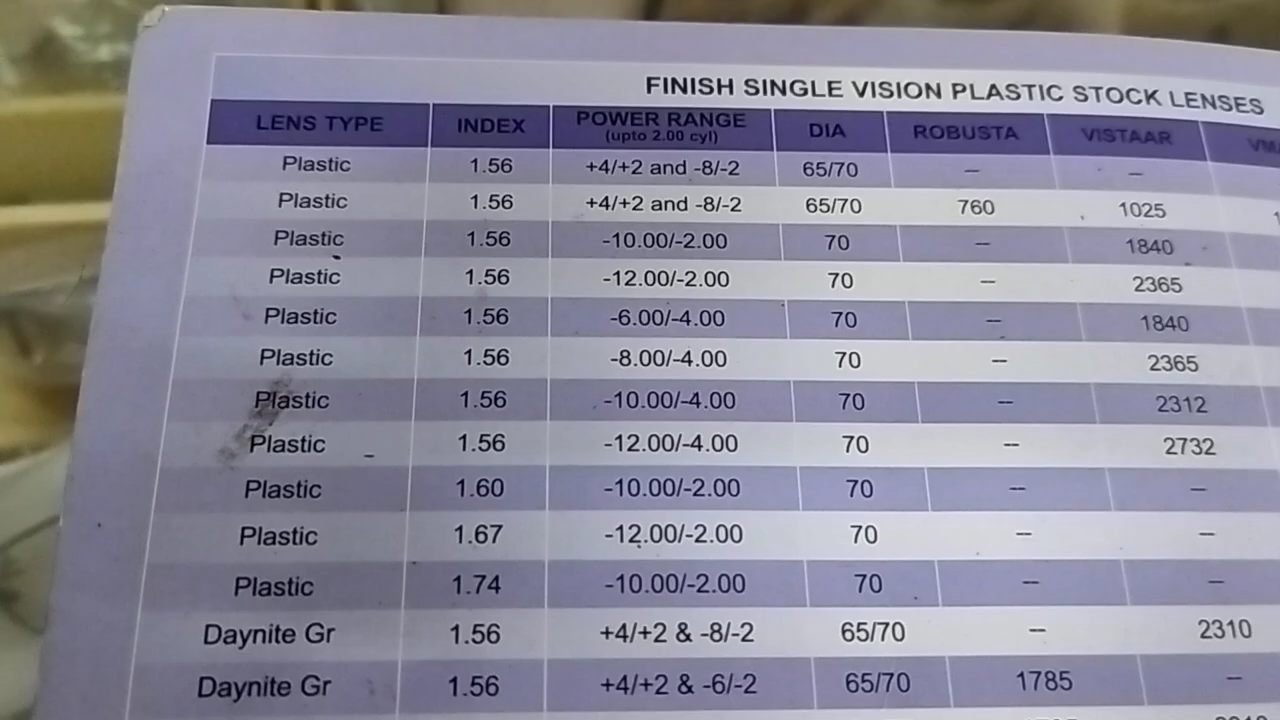 FINISH SINGLE VISION PLASTIC STOCK LENSES
LENS TYPE INDEX POWER RANGE (upto 2.00 cyl) DIA ROBUSTA VISTAAR
Plastic 1.56 +4/+2 and -8/-2 65/70 – –
Plastic 1.56 +4/+2 and -8/-2 65/70 760 1025
Plastic 1.56 -10.00/-2.00 70 – 1840
Plastic 1.56 -12.00/-2.00 70 – 2365
Plastic 1.56 -6.00/-4.00 70 – 1840
Plastic 1.56 -8.00/-4.00 70 – 2365
Plastic 1.56 -10.00/-4.00 70 – 2312
Plastic 1.56 -12.00/-4.00 70 – 2732
Plastic 1.60 -10.00/-2.00 70 – –
Plastic 1.67 -12.00/-2.00 70 – –
Plastic 1.74 -10.00/-2.00 70 – –
Daynite Gr 1.56 +4/+2 & -8/-2 65/70 – 2310
Daynite Gr 1.56 +4/+2 & -6/-2 65/70 1785 –